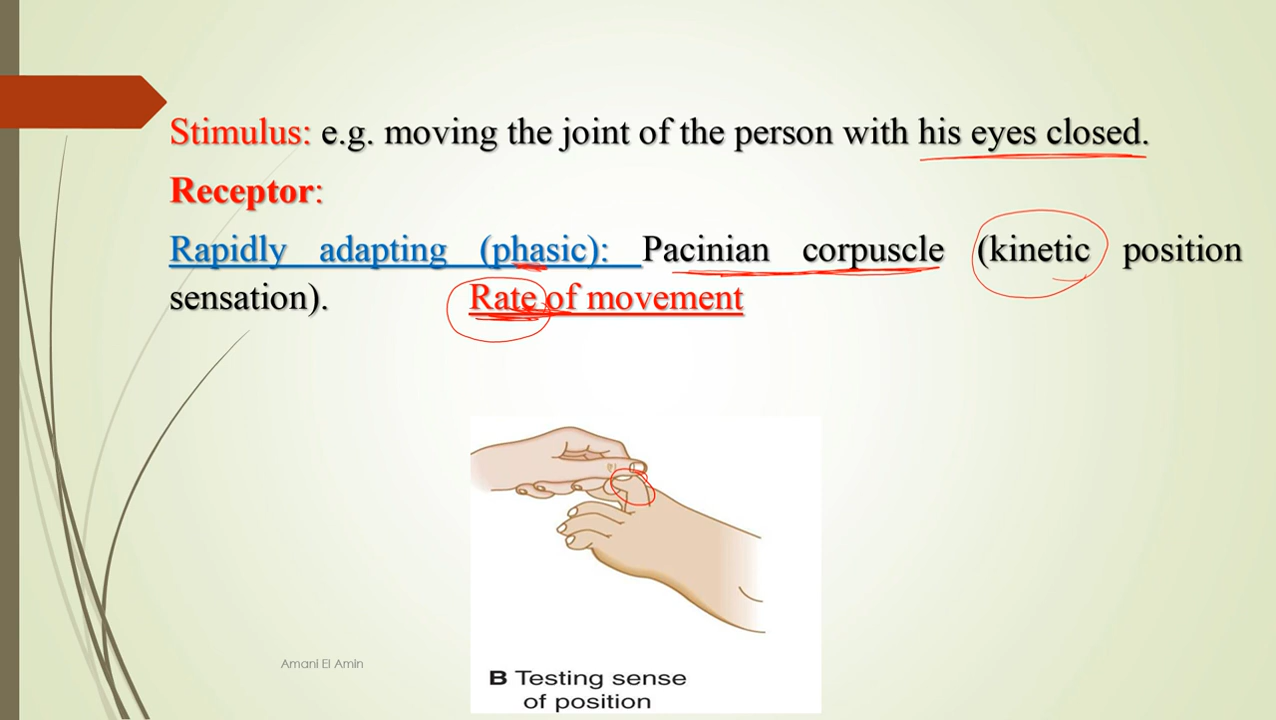 Stimulus: e.g. moving the joint of the person with his eyes closed.
Receptor:
Rapidly adapting (phasic): Pacinian corpuscle (kinetic position
sensation). Rate of movement
B Testing sense
of position
Amani El Amin